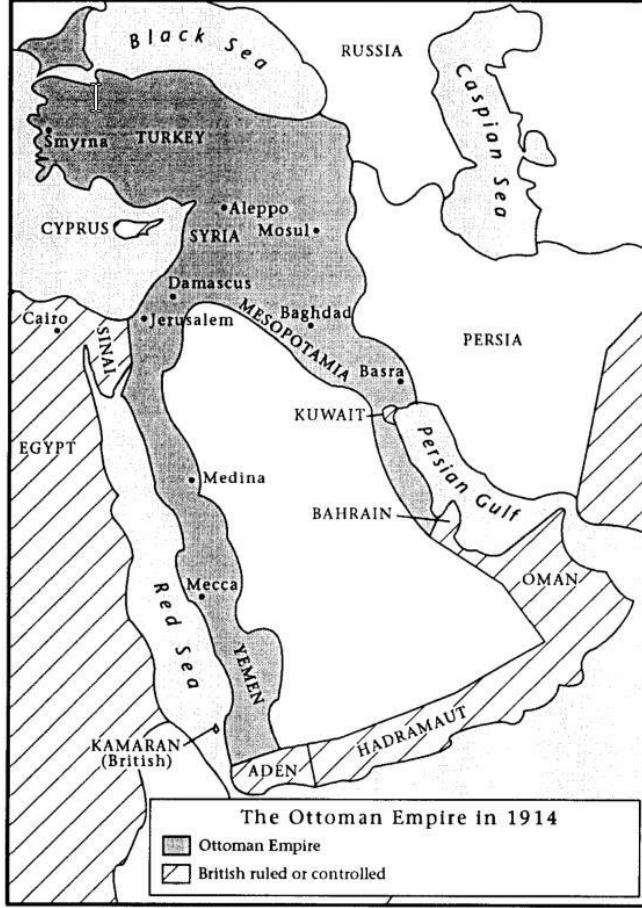 Black Sea
RUSSIA
Caspian Sea
Smyrna
TURKEY
Aleppo
Mosul
CYPRUS
SYRIA
Damascus
Cairo
Jerusalem
SINAI
MESOPOTAMIA
Baghdad
PERSIA
Basra
KUWAIT
EGYPT
Persian Gulf
Medina
BAHRAIN
OMAN
Mecca
Red Sea
YEMEN
HADRAMAUT
KAMARAN
(British)
ADEN
The Ottoman Empire in 1914
Ottoman Empire
British ruled or controlled